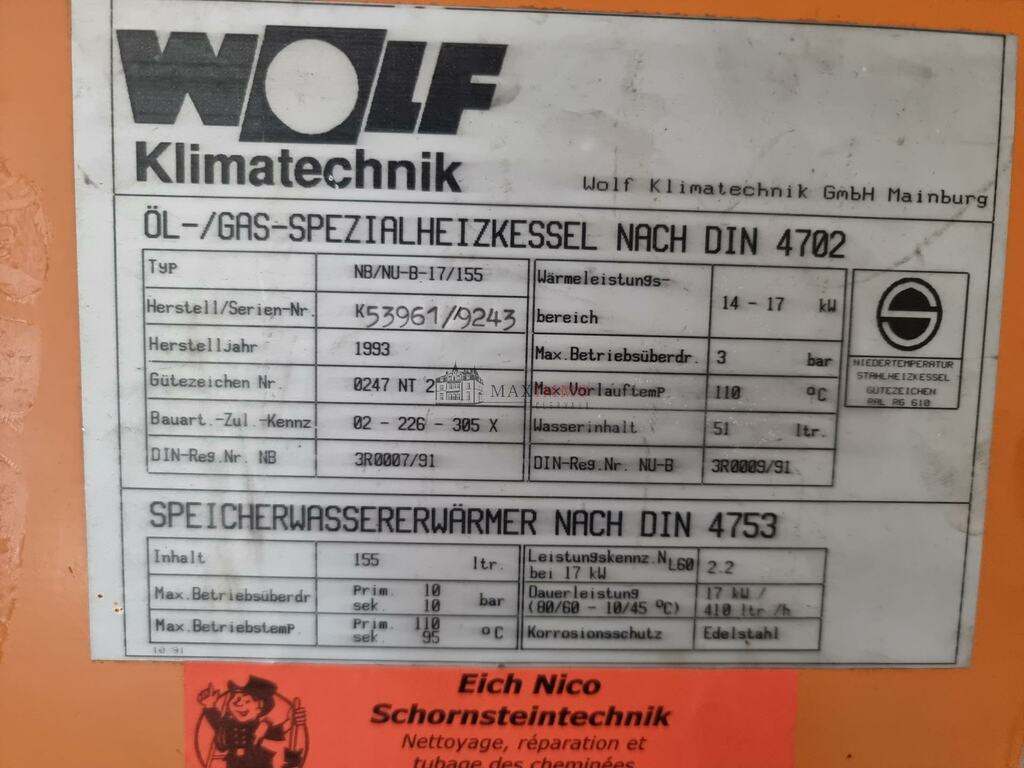 WOLF
Klimatechnik
Wolf Klimatechnik GmbH Mainburg
ÖL-/GAS-SPEZIALHEIZKESSEL NACH DIN 4702
Typ NB/NU-B-17/155
Herstell/Serien-Nr. K53961/9243
Herstelljahr 1993
Gütezeichen Nr. 0247 NT 2
Bauart.-Zul.-Kennz 02 - 226 - 305 X
DIN-Reg.Nr. NB 3R0007/91
Wärmeleistungs-
bereich 14 - 17 kW
Max.Betriebsüberdr. 3 bar
Max.Vorlauftemp 110 °C
Wasserinhalt 51 ltr.
DIN-Reg.Nr. NU-B 3R0009/91
NIEDERTEMPERATUR
STAHLHEIZKESSEL
GÜTEZEICHEN
RAL RG 610
SPEICHERWASSERERWÄRMER NACH DIN 4753
Inhalt 155 ltr.
Max.Betriebsüberdr Prim. 10 bar
sek. 10
Max.Betriebstemp Prim. 110 °C
sek. 95
Leistungskennz.NL60 2.2
bei 17 kW
Dauerleistung 17 kW /
(80/60 - 10/45 °C) 410 ltr /h
Korrosionsschutz Edelstahl
10 91
Eich Nico
Schornsteintechnik
Nettoyage, réparation et
tubage des cheminées